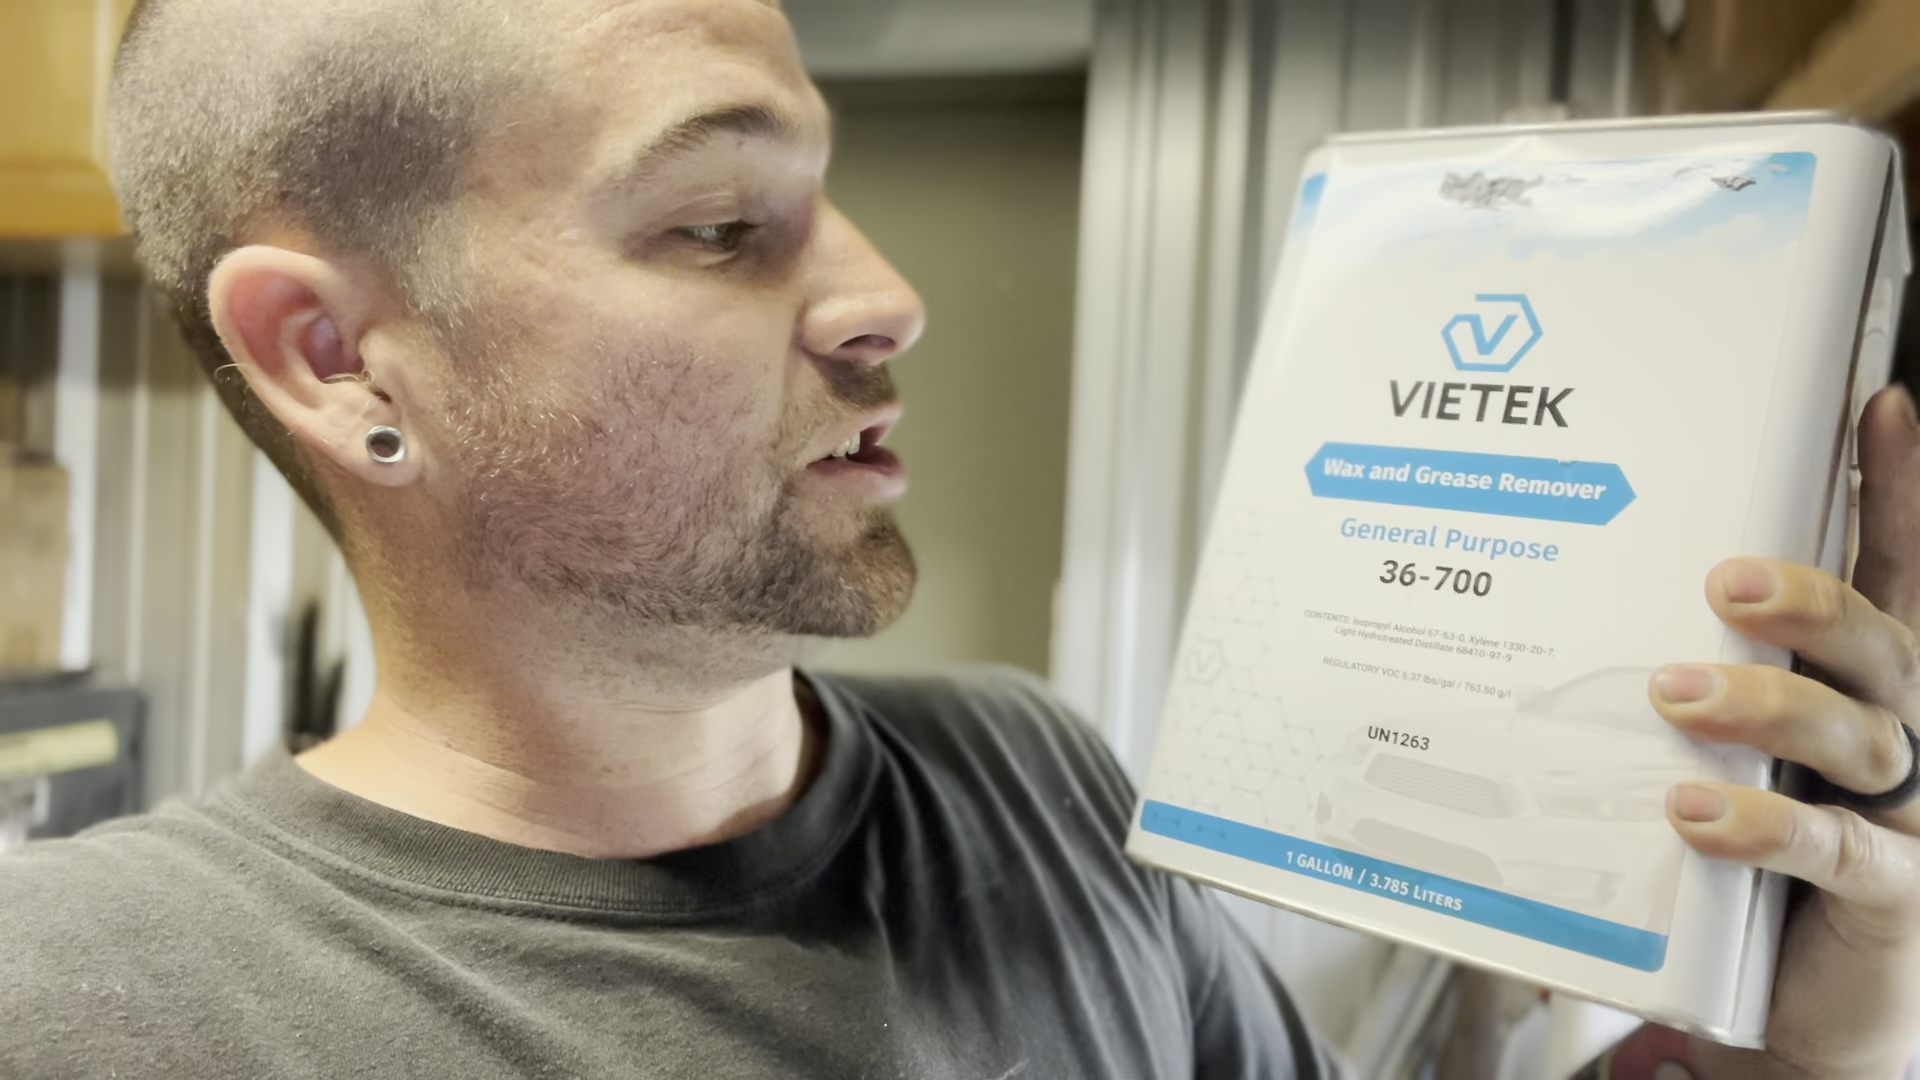 VIETEK
Wax and Grease Remover
General Purpose
36-700
CONTENTS: Isopropyl Alcohol 67-63-0, Xylene 1330-20-7,
Light Hydrotreated Distillate 68410-97-9
REGULATORY VOC 6.37 lbs/gal / 763.50 g/l
UN1263
1 GALLON / 3.785 LITERS